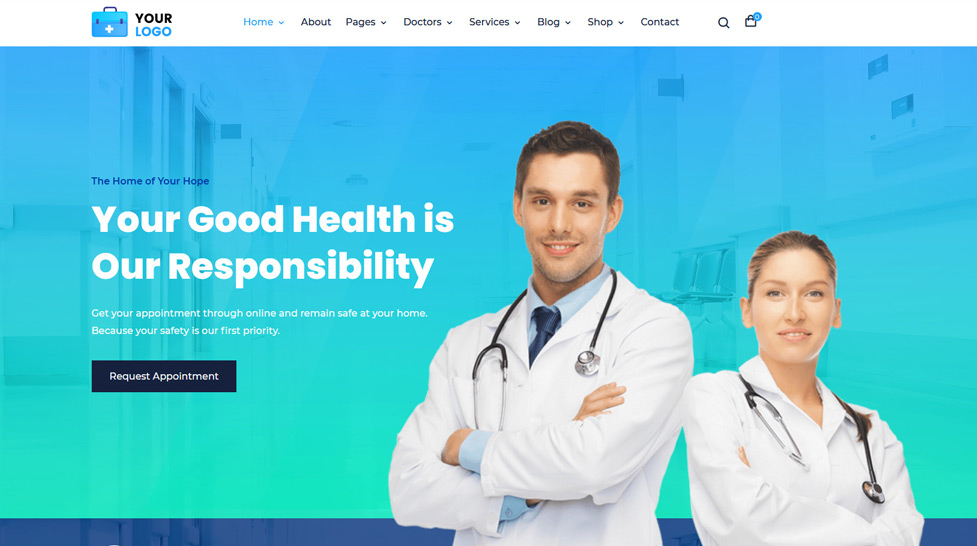 YOUR
LOGO
Home About Pages Doctors Services Blog Shop Contact
0
The Home of Your Hope
Your Good Health is
Our Responsibility
Get your appointment through online and remain safe at your home.
Because your safety is our first priority.
Request Appointment